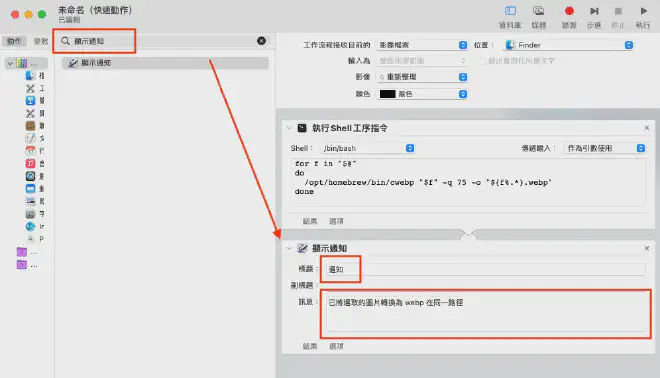 未命名（快速動作）
已編輯
資料庫
媒體
錄製
步進
停止
執行
動作
變數
顯示通知
顯示通知
工作流程接收目前的
影像檔案
位置：
Finder
輸入為
整個所選範圍
輸出會取代所選文字
影像
重新整理
顏色
黑色
執行Shell工序指令
Shell：
/bin/bash
傳遞輸入：
作為引數使用
for f in "$@"
do
/opt/homebrew/bin/cwebp "$f" -q 75 -o "${f%.*}.webp"
done
結果
選項
顯示通知
標題：
通知
副標題：
訊息：
已將選取的圖片轉換為 webp 在同一路徑
結果
選項